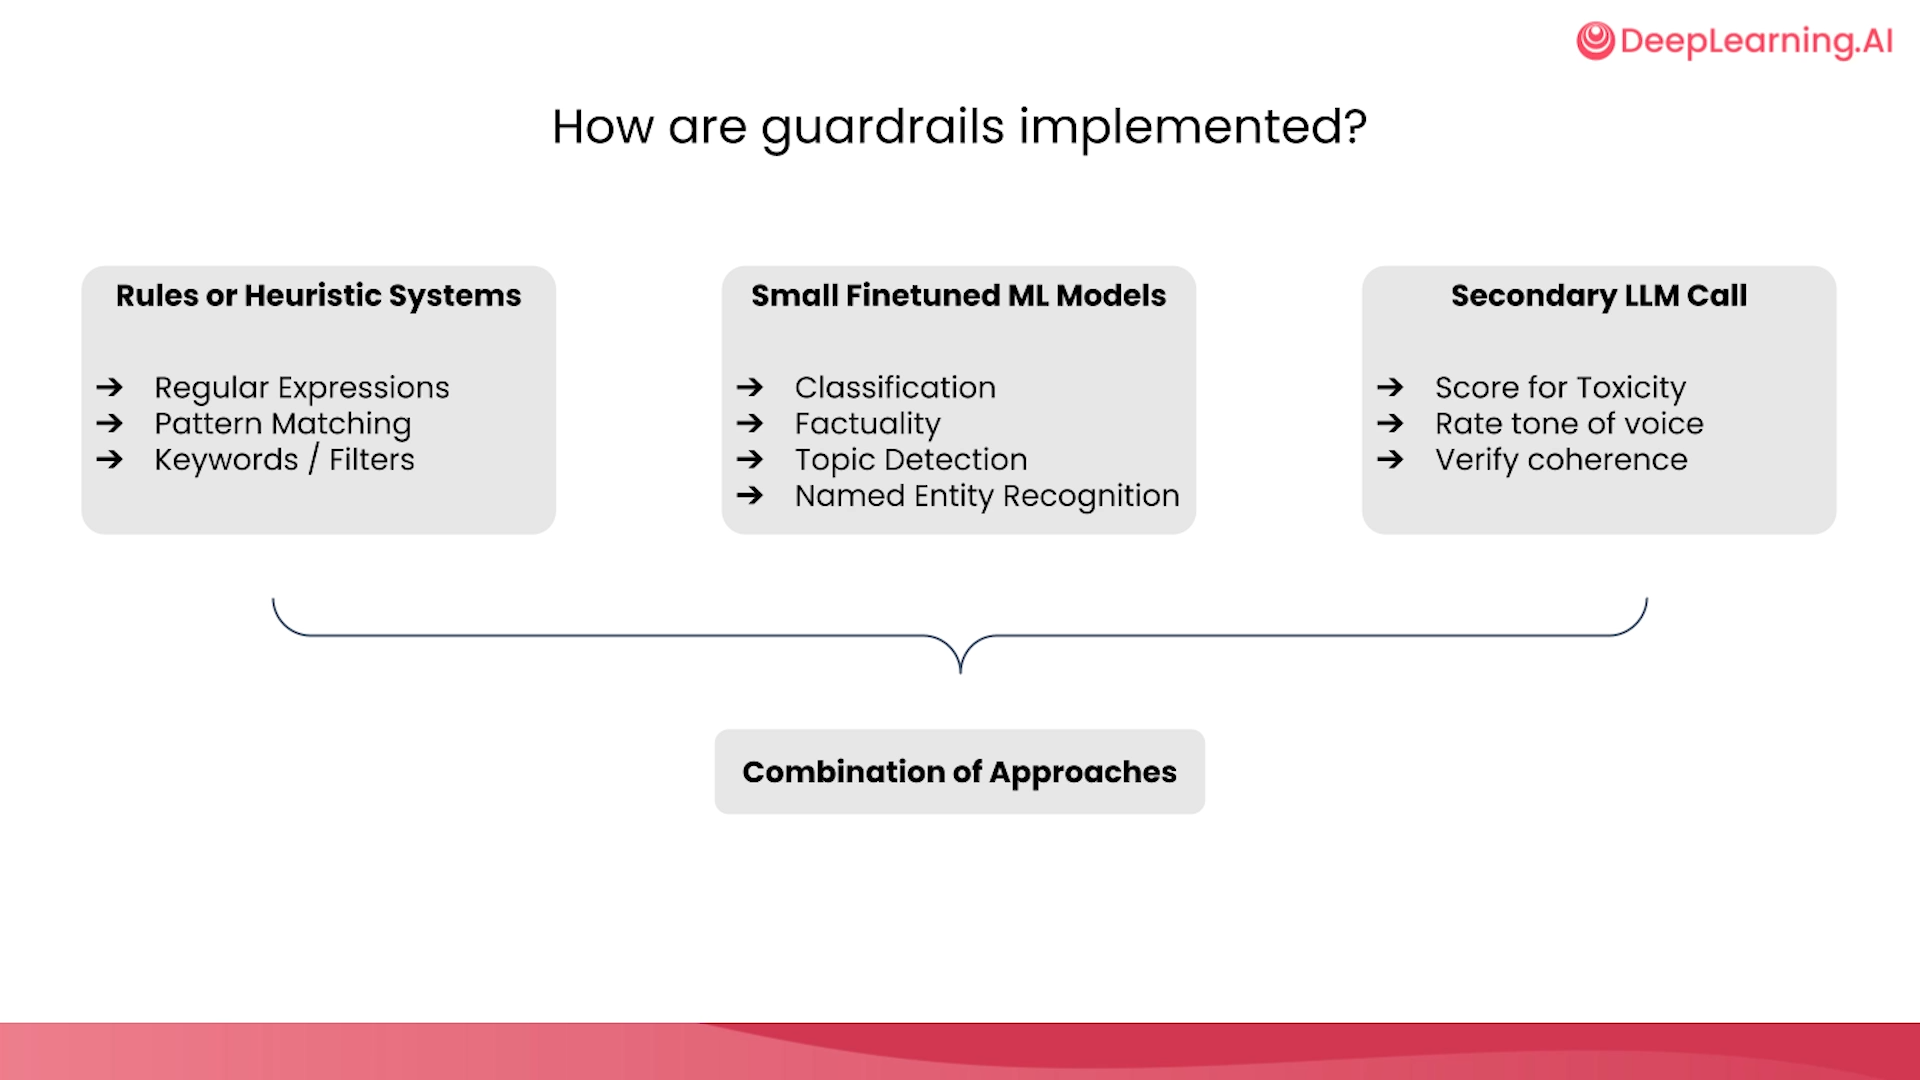 DeepLearning.AI
How are guardrails implemented?
Rules or Heuristic Systems
➔ Regular Expressions
➔ Pattern Matching
➔ Keywords / Filters
Small Finetuned ML Models
➔ Classification
➔ Factuality
➔ Topic Detection
➔ Named Entity Recognition
Secondary LLM Call
➔ Score for Toxicity
➔ Rate tone of voice
➔ Verify coherence
Combination of Approaches